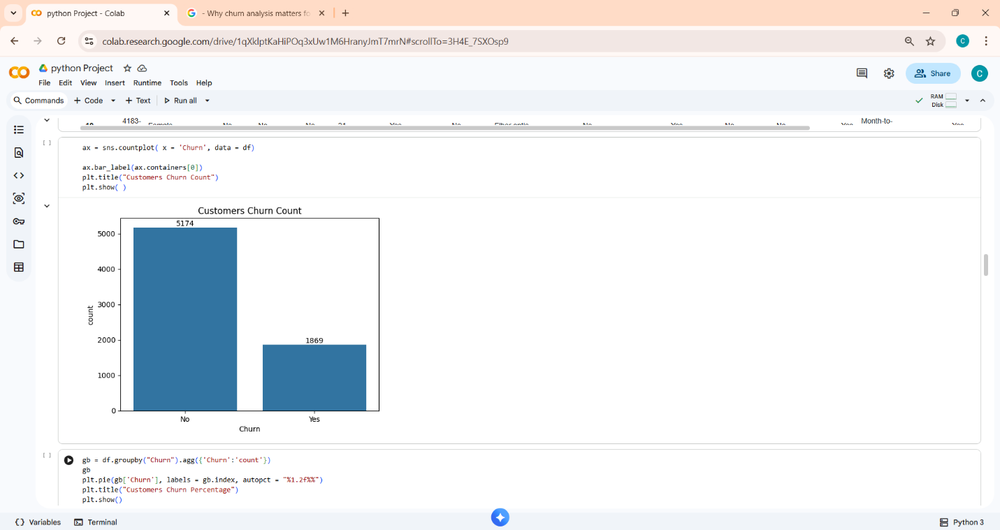 python Project - Colab
- Why churn analysis matters fo
colab.research.google.com/drive/1qXklptKaHiPOq3xUw1M6HranyJmT7mrN#scrollTo=3H4E_7SXOsp9
C
python Project
Share
C
File Edit View Insert Runtime Tools Help
Commands + Code + Text Run all
RAM
Disk
4183-
Month-to-
[ ]
ax = sns.countplot( x = 'Churn', data = df)
ax.bar_label(ax.containers[0])
plt.title("Customers Churn Count")
plt.show( )
Customers Churn Count
5174
5000
4000
3000
2000
1869
1000
0
count
No Yes
Churn
[ ]
gb = df.groupby("Churn").agg({'Churn':'count'})
gb
plt.pie(gb['Churn'], labels = gb.index, autopct = "%1.2f%%")
plt.title("Customers Churn Percentage")
plt.show()
{} Variables Terminal
Python 3